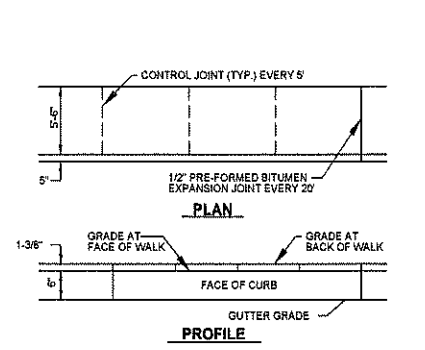 CONTROL JOINT (TYP.) EVERY 5'
5'-6"
5"
1/2" PRE-FORMED BITUMEN
EXPANSION JOINT EVERY 20'
PLAN
1-3/8"
GRADE AT
FACE OF WALK
GRADE AT
BACK OF WALK
6"
FACE OF CURB
GUTTER GRADE
PROFILE